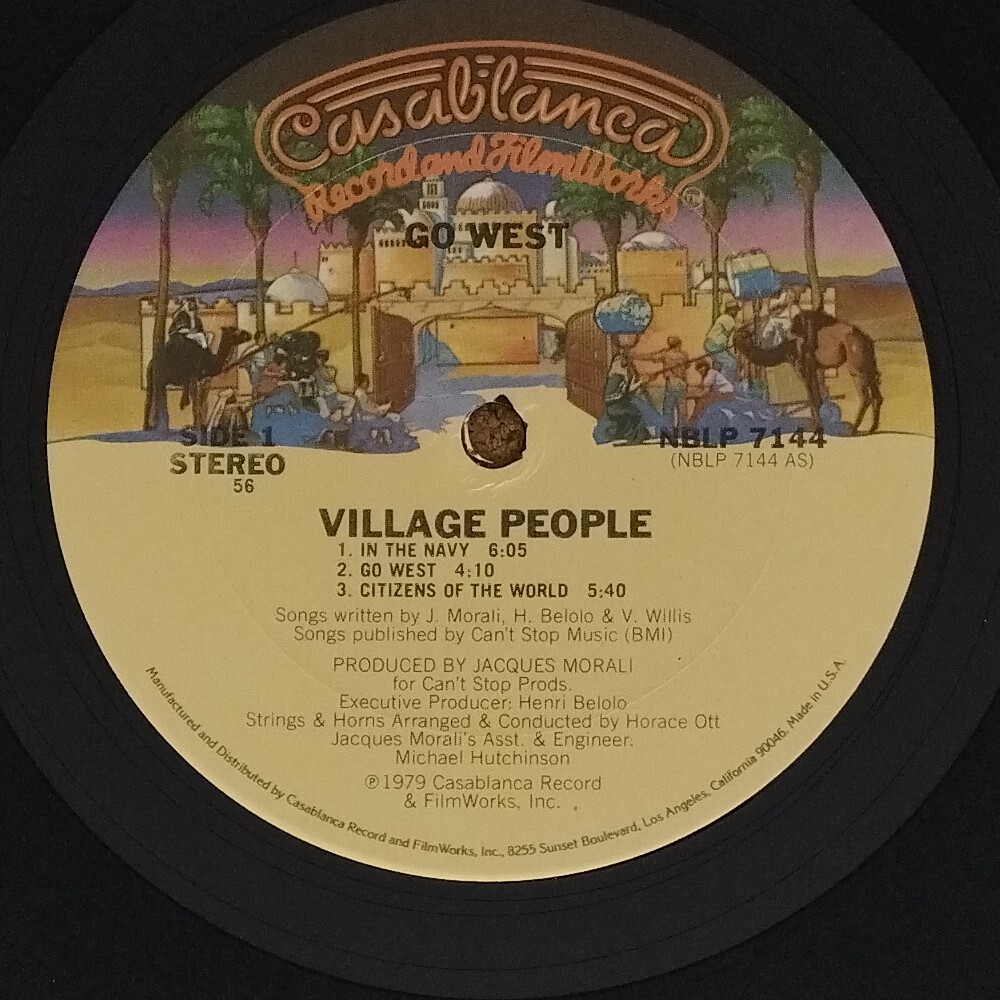 Casablanca
Record and FilmWorks
TM
GO WEST
SIDE 1
STEREO
56
NBLP 7144
(NBLP 7144 AS)
VILLAGE PEOPLE
1. IN THE NAVY 6:05
2. GO WEST 4:10
3. CITIZENS OF THE WORLD 5:40
Songs written by J. Morali, H. Belolo & V. Willis
Songs published by Can't Stop Music (BMI)
PRODUCED BY JACQUES MORALI
for Can't Stop Prods.
Executive Producer: Henri Belolo
Strings & Horns Arranged & Conducted by Horace Ott
Jacques Morali's Asst. & Engineer:
Michael Hutchinson
℗ 1979 Casablanca Record
& FilmWorks, Inc.
Manufactured and Distributed by Casablanca Record and FilmWorks, Inc., 8255 Sunset Boulevard, Los Angeles, California 90046. Made in U.S.A.